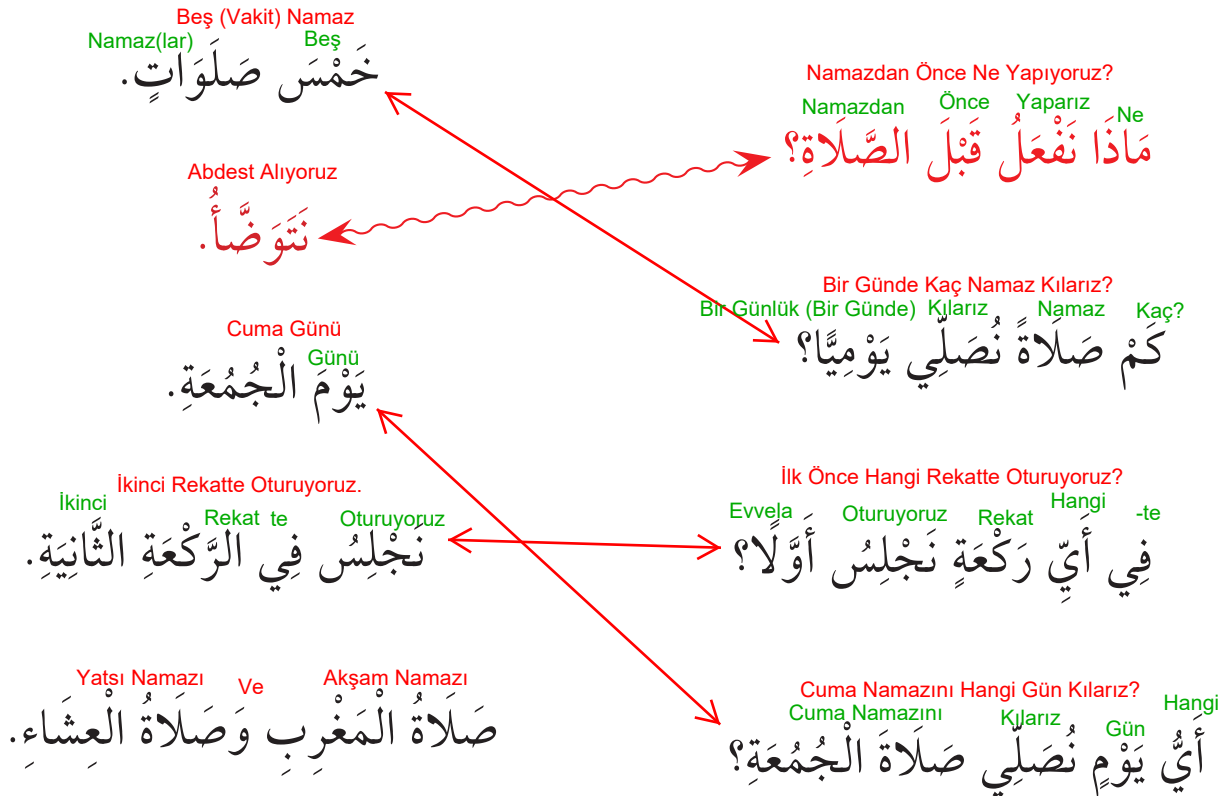 Beş (Vakit) Namaz
Namaz(lar) Beş
خَمْسَ صَلَوَاتٍ.
Namazdan Önce Ne Yapıyoruz?
Namazdan Önce Yaparız Ne
مَاذَا نَفْعَلُ قَبْلَ الصَّلَاةِ؟
Abdest Alıyoruz
نَتَوَضَّأُ.
Bir Günde Kaç Namaz Kılarız?
Bir Günlük (Bir Günde) Kılarız Namaz Kaç?
كَمْ صَلَاةً نُصَلِّي يَوْمِيًّا؟
Cuma Günü
Günü
يَوْمَ الْجُمُعَةِ.
İlk Önce Hangi Rekatte Oturuyoruz?
Evvela Oturuyoruz Rekat Hangi -te
فِي أَيِّ رَكْعَةٍ نَجْلِسُ أَوَّلًا؟
İkinci Rekatte Oturuyoruz.
İkinci Rekat te Oturuyoruz
نَجْلِسُ فِي الرَّكْعَةِ الثَّانِيَةِ.
Yatsı Namazı Ve Akşam Namazı
صَلَاةُ الْمَغْرِبِ وَصَلَاةُ الْعِشَاءِ.
Cuma Namazını Hangi Gün Kılarız?
Cuma Namazını Kılarız Gün Hangi
أَيُّ يَوْمٍ نُصَلِّي صَلَاةَ الْجُمُعَةِ؟